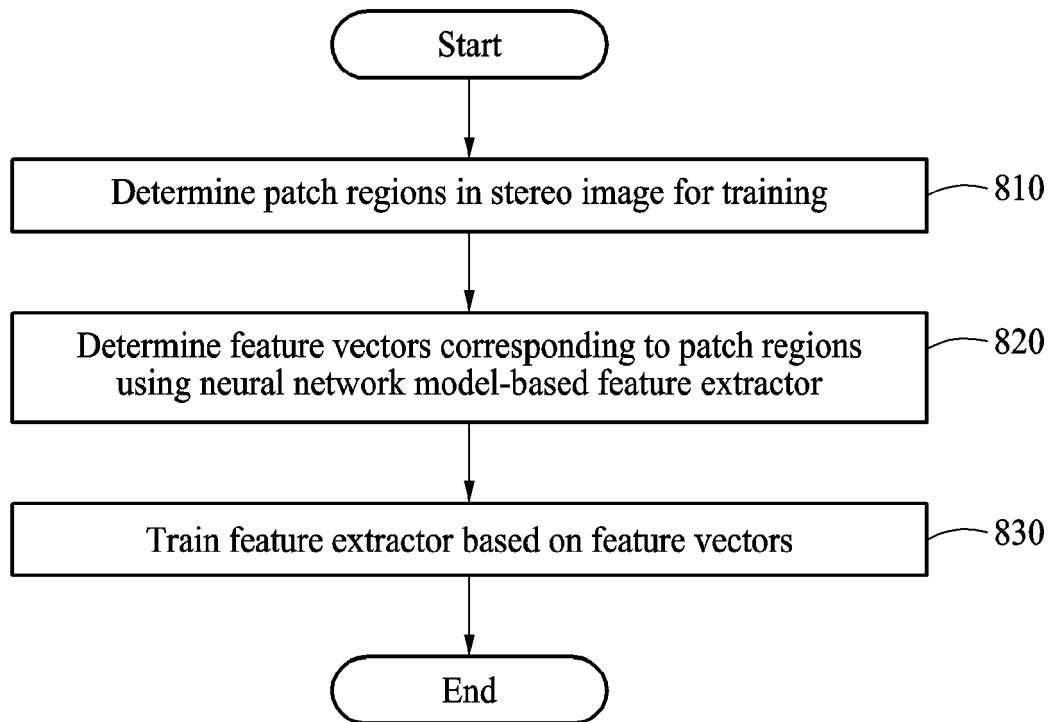 Start
Determine patch regions in stereo image for training
810
Determine feature vectors corresponding to patch regions
using neural network model-based feature extractor
820
Train feature extractor based on feature vectors
830
End